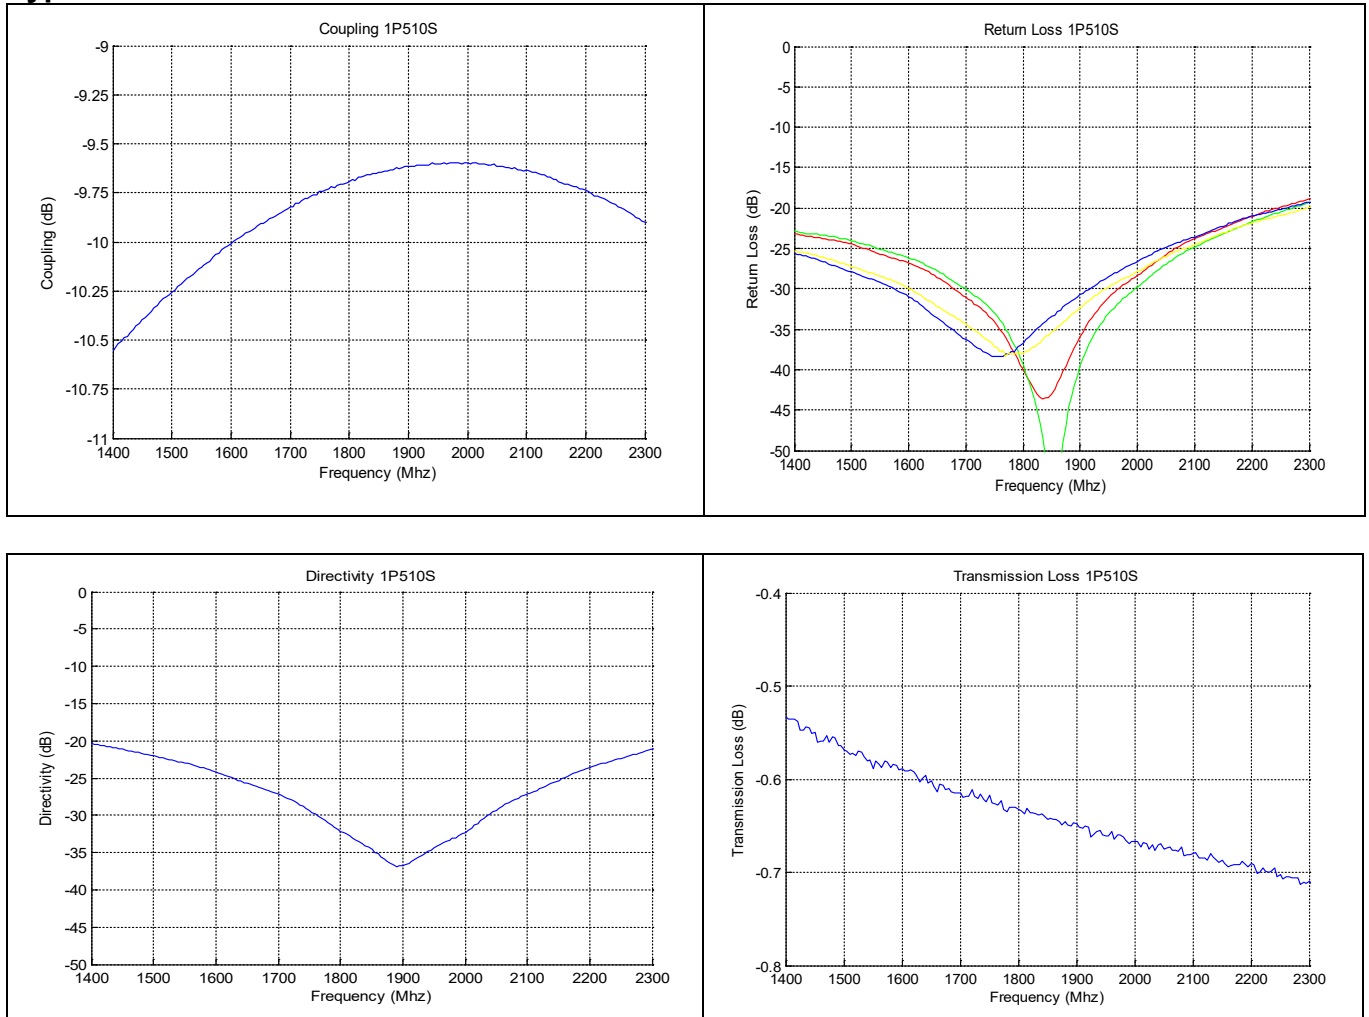 Coupling 1P510S
-9
-9.25
-9.5
-9.75
-10
-10.25
-10.5
-10.75
-11
Coupling (dB)
1400 1500 1600 1700 1800 1900 2000 2100 2200 2300
Frequency (Mhz)
Return Loss 1P510S
0
-5
-10
-15
-20
-25
-30
-35
-40
-45
-50
Return Loss (dB)
1400 1500 1600 1700 1800 1900 2000 2100 2200 2300
Frequency (Mhz)
Directivity 1P510S
0
-5
-10
-15
-20
-25
-30
-35
-40
-45
-50
Directivity (dB)
1400 1500 1600 1700 1800 1900 2000 2100 2200 2300
Frequency (Mhz)
Transmission Loss 1P510S
-0.4
-0.5
-0.6
-0.7
-0.8
Transmission Loss (dB)
1400 1500 1600 1700 1800 1900 2000 2100 2200 2300
Frequency (Mhz)